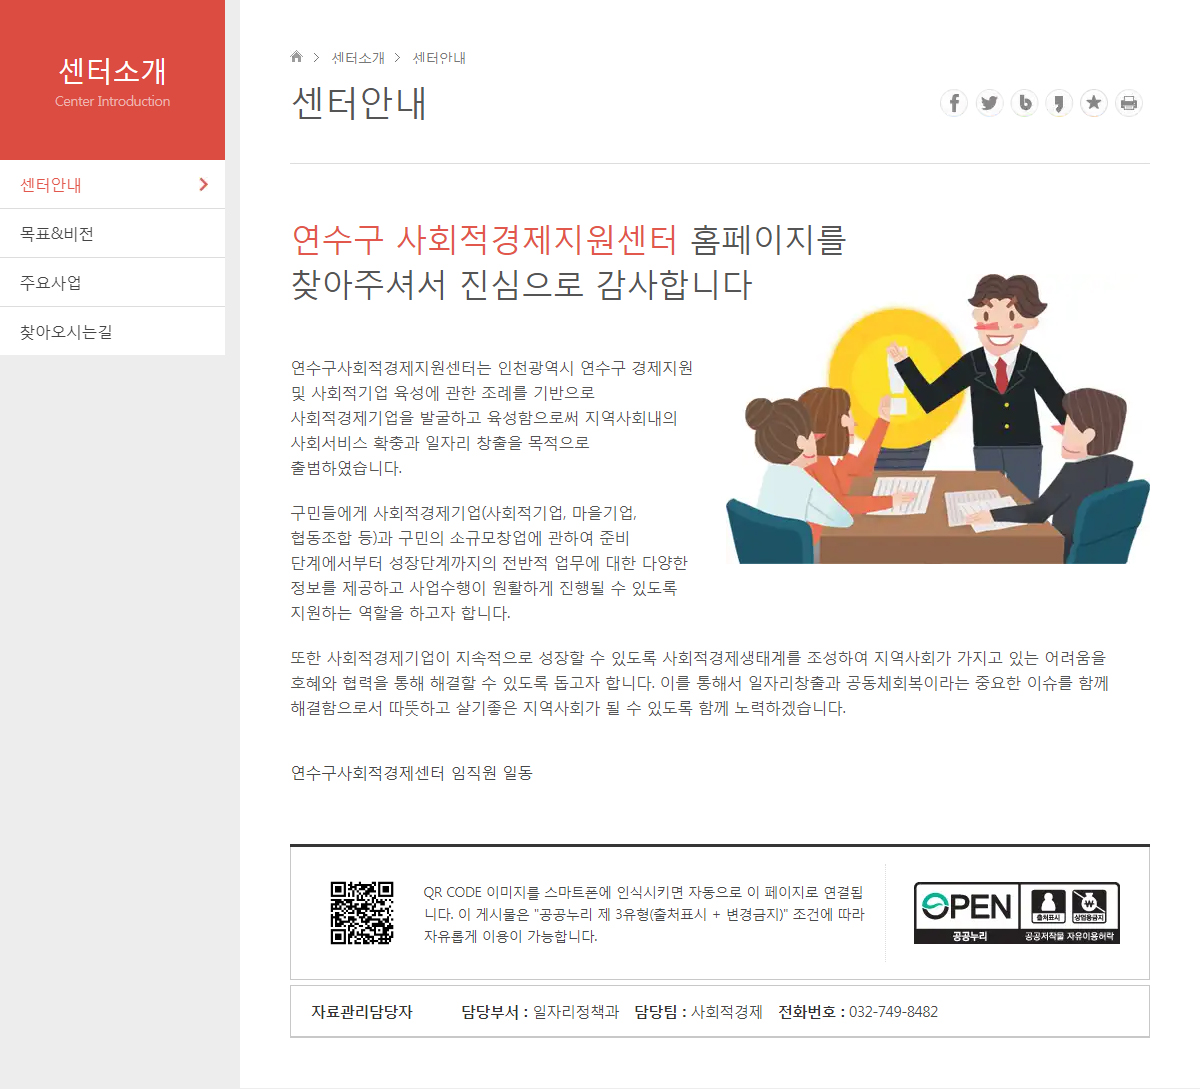 센터소개
Center Introduction
센터안내
목표&비전
주요사업
찾아오시는길
센터소개
센터안내
센터안내
연수구 사회적경제지원센터 홈페이지를
찾아주셔서 진심으로 감사합니다
연수구사회적경제지원센터는 인천광역시 연수구 경제지원
및 사회적기업 육성에 관한 조례를 기반으로
사회적경제기업을 발굴하고 육성함으로써 지역사회내의
사회서비스 확충과 일자리 창출을 목적으로
출범하였습니다.
구민들에게 사회적경제기업(사회적기업, 마을기업,
협동조합 등)과 구민의 소규모창업에 관하여 준비
단계에서부터 성장단계까지의 전반적 업무에 대한 다양한
정보를 제공하고 사업수행이 원활하게 진행될 수 있도록
지원하는 역할을 하고자 합니다.
또한 사회적경제기업이 지속적으로 성장할 수 있도록 사회적경제생태계를 조성하여 지역사회가 가지고 있는 어려움을
호혜와 협력을 통해 해결할 수 있도록 돕고자 합니다. 이를 통해서 일자리창출과 공동체회복이라는 중요한 이슈를 함께
해결함으로서 따뜻하고 살기좋은 지역사회가 될 수 있도록 함께 노력하겠습니다.
연수구사회적경제센터 임직원 일동
QR CODE 이미지를 스마트폰에 인식시키면 자동으로 이 페이지로 연결됩
니다. 이 게시물은 "공공누리 제 3유형(출처표시 + 변경금지)" 조건에 따라
자유롭게 이용이 가능합니다.
OPEN
출처표시
상업용금지
공공누리
공공저작물 자유이용허락
자료관리담당자 담당부서 : 일자리정책과 담당팀 : 사회적경제 전화번호 : 032-749-8482